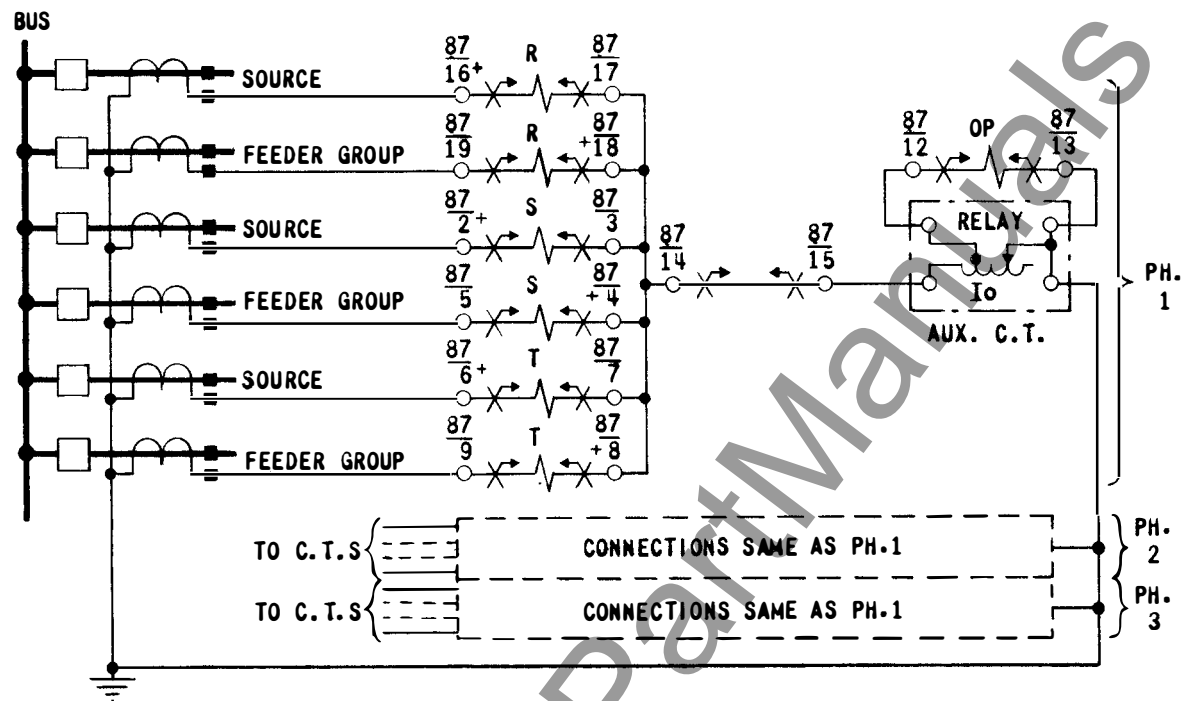 BUS
SOURCE
87
16 +
R
87
17
FEEDER GROUP
87
19
R
+ 87
18
SOURCE
87
2 +
S
87
3
FEEDER GROUP
87
5
S
87
+ 4
SOURCE
87
6 +
T
87
7
FEEDER GROUP
87
9
T
87
+ 8
87
14
87
15
87
12
OP
87
13
RELAY
Io
AUX. C.T.
PH.
1
TO C.T.S
CONNECTIONS SAME AS PH.1
PH.
2
TO C.T.S
CONNECTIONS SAME AS PH.1
PH.
3
PartManuals